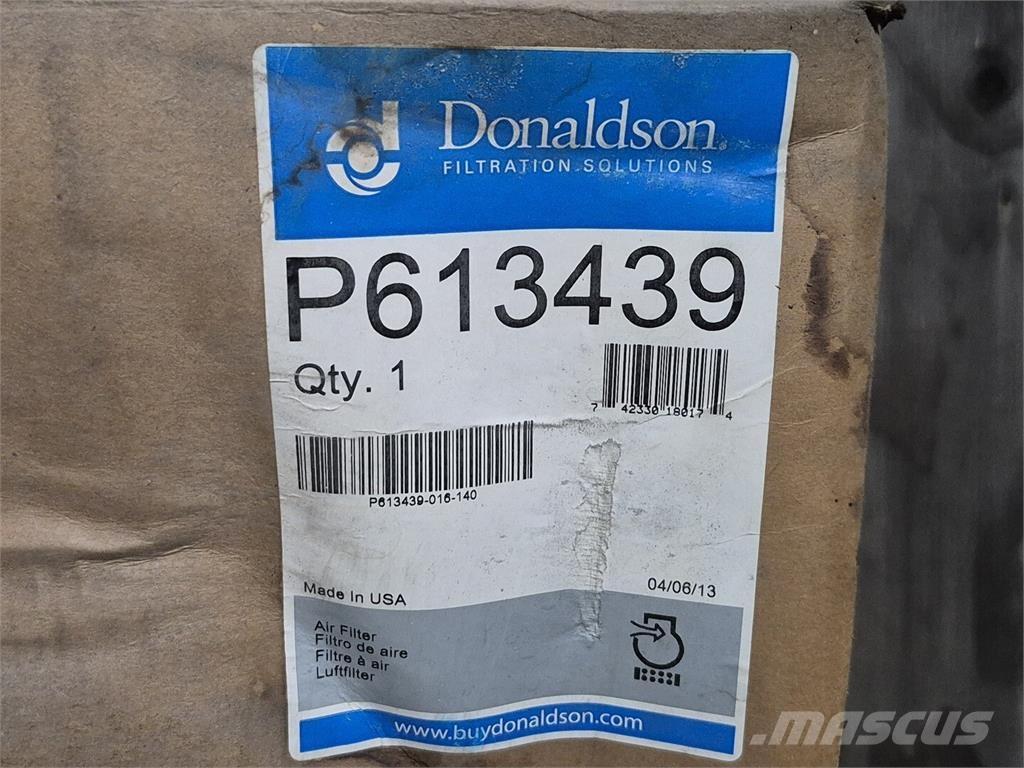 Donaldson®
FILTRATION SOLUTIONS
P613439
Qty. 1
7 42330 18017 4
P613439-016-140
Made In USA
04/06/13
Air Filter
Filtro de aire
Filtre à air
Luftfilter
www.buydonaldson.com
MASCUS